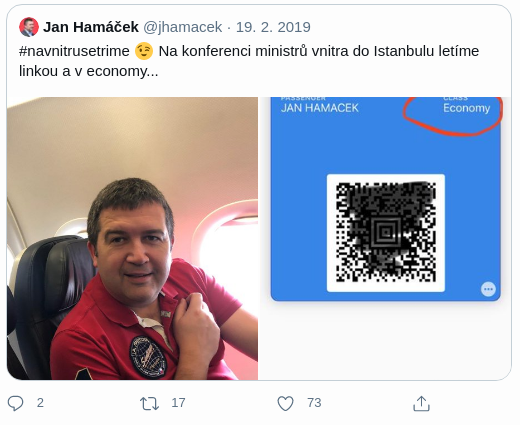 Jan Hamáček @jhamacek · 19. 2. 2019
#navnitrusetrime 😉 Na konferenci ministrů vnitra do Istanbulu letíme
linkou a v economy...
PASSENGER CLASS
JAN HAMACEK Economy
2 17 73